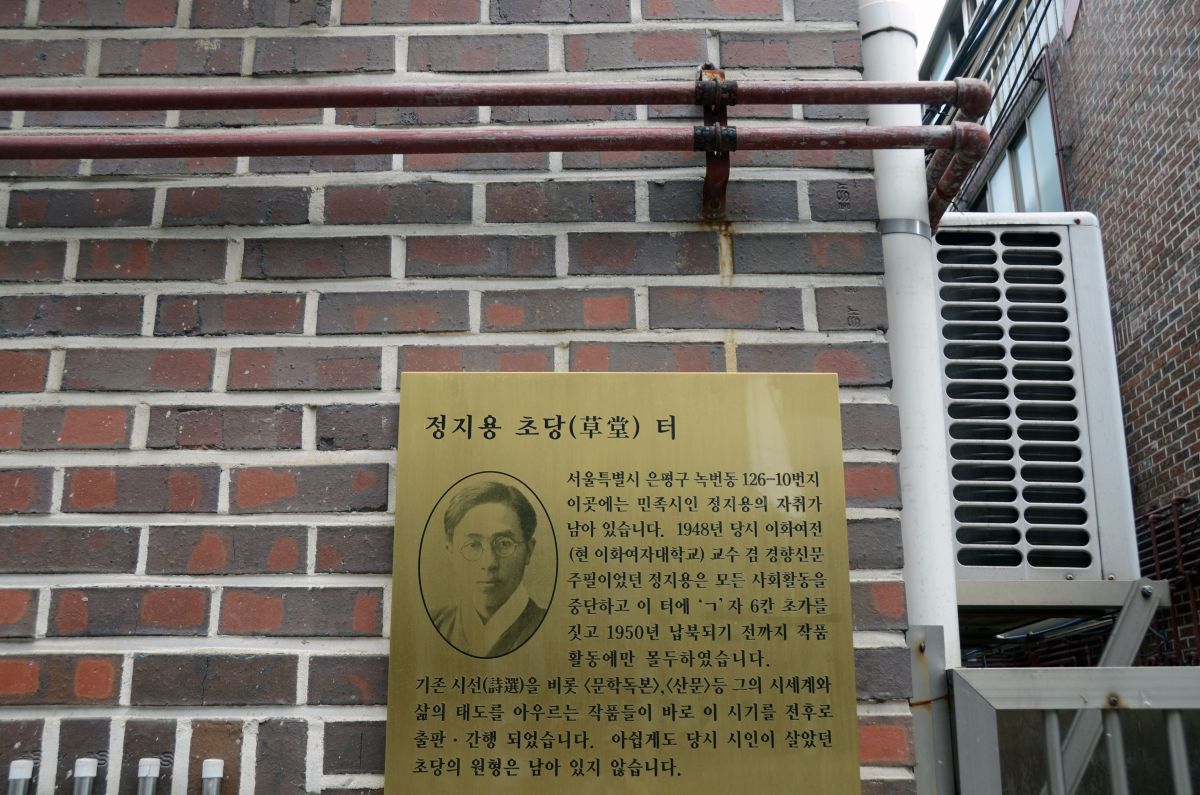 정지용 초당(草堂) 터
서울특별시 은평구 녹번동 126-10번지
이곳에는 민족시인 정지용의 자취가
남아 있습니다. 1948년 당시 이화여전
(현 이화여자대학교) 교수 겸 경향신문
주필이었던 정지용은 모든 사회활동을
중단하고 이 터에 'ㄱ'자 6칸 초가를
짓고 1950년 납북되기 전까지 작품
활동에만 몰두하였습니다.
기존 시선(詩選)을 비롯 〈문학독본〉,〈산문〉등 그의 시세계와
삶의 태도를 아우르는 작품들이 바로 이 시기를 전후로
출판·간행 되었습니다. 아쉽게도 당시 시인이 살았던
초당의 원형은 남아 있지 않습니다.